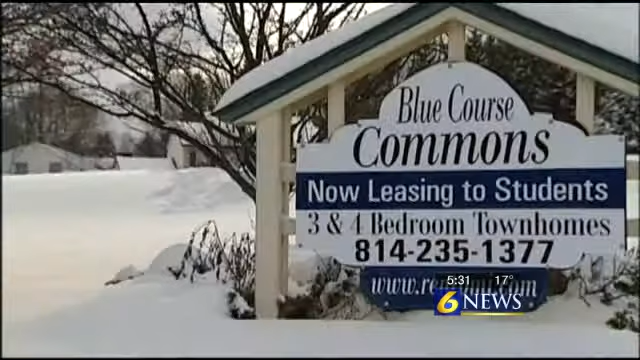 Blue Course
Commons
Now Leasing to Students
3 & 4 Bedroom Townhomes
814-235-1377
5:31 17°
6 NEWS